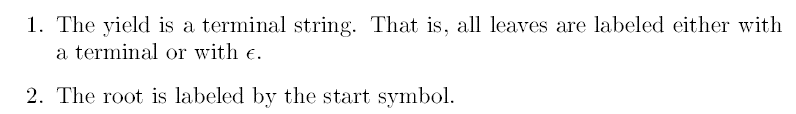 1. The yield is a terminal string. That is, all leaves are labeled either with
a terminal or with ϵ.
2. The root is labeled by the start symbol.